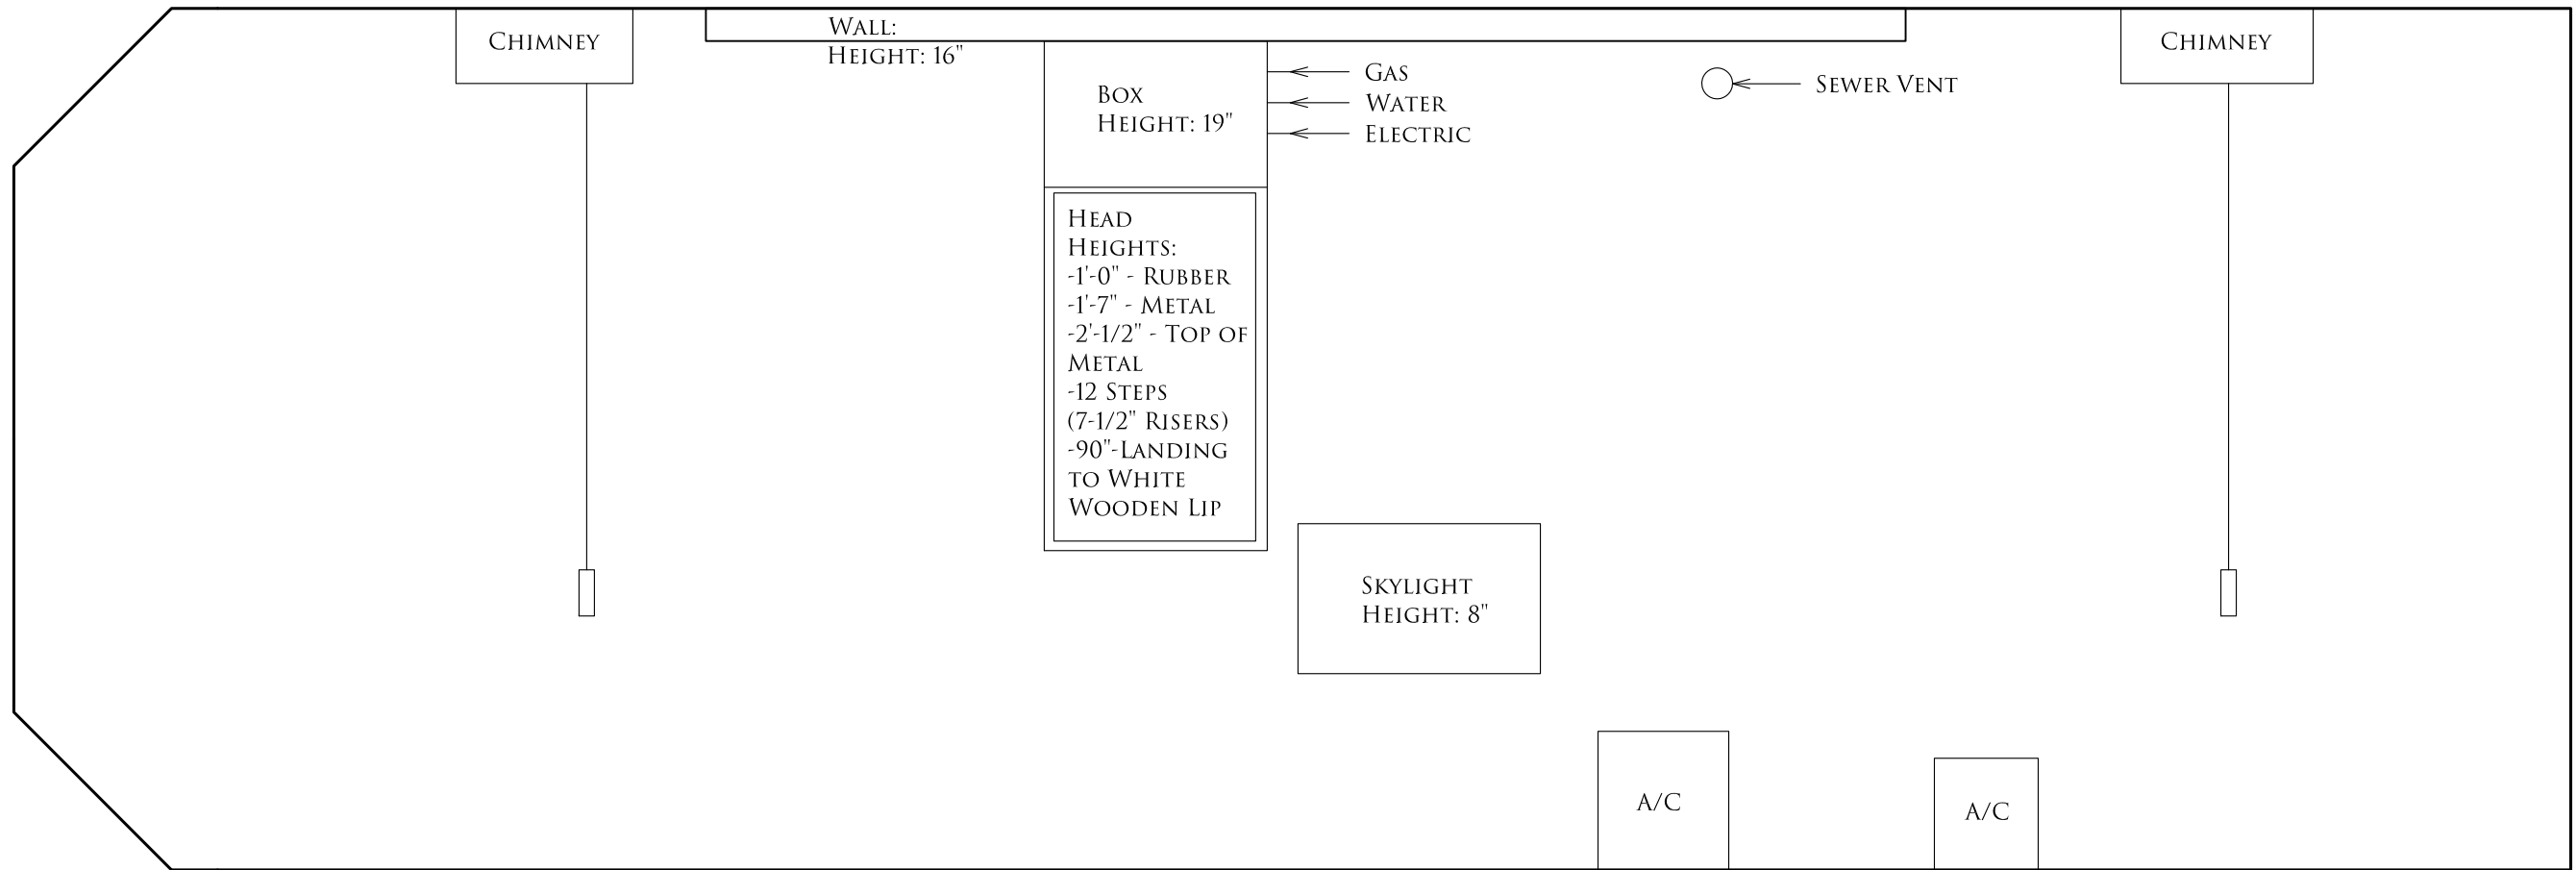 Chimney
Wall:
Height: 16"
Chimney
Box
Height: 19"
Gas
Water
Electric
Sewer Vent
Head
Heights:
-1'-0" - Rubber
-1'-7" - Metal
-2'-1/2" - Top of
Metal
-12 Steps
(7-1/2" Risers)
-90"-Landing
to White
Wooden Lip
Skylight
Height: 8"
A/C
A/C